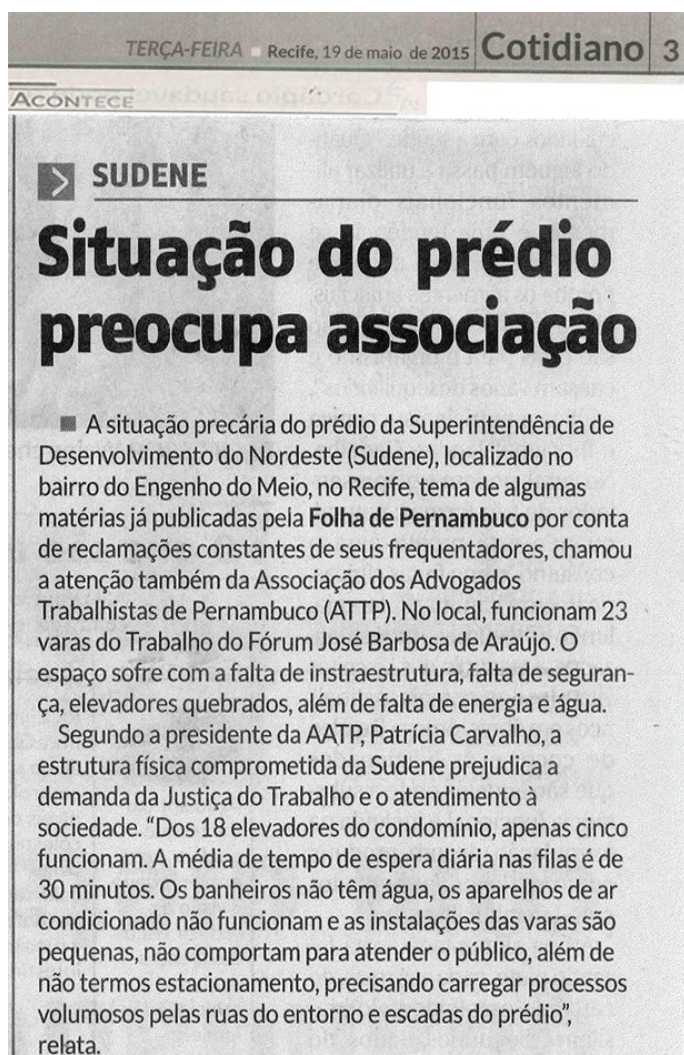 TERÇA-FEIRA ■ Recife, 19 de maio de 2015 Cotidiano 3
ACONTECE
SUDENE
Situação do prédio
preocupa associação
■ A situação precária do prédio da Superintendência de
Desenvolvimento do Nordeste (Sudene), localizado no
bairro do Engenho do Meio, no Recife, tema de algumas
matérias já publicadas pela Folha de Pernambuco por conta
de reclamações constantes de seus frequentadores, chamou
a atenção também da Associação dos Advogados
Trabalhistas de Pernambuco (ATTP). No local, funcionam 23
varas do Trabalho do Fórum José Barbosa de Araújo. O
espaço sofre com a falta de instraestrutura, falta de seguran-
ça, elevadores quebrados, além de falta de energia e água.
Segundo a presidente da AATP, Patrícia Carvalho, a
estrutura física comprometida da Sudene prejudica a
demanda da Justiça do Trabalho e o atendimento à
sociedade. “Dos 18 elevadores do condomínio, apenas cinco
funcionam. A média de tempo de espera diária nas filas é de
30 minutos. Os banheiros não têm água, os aparelhos de ar
condicionado não funcionam e as instalações das varas são
pequenas, não comportam para atender o público, além de
não termos estacionamento, precisando carregar processos
volumosos pelas ruas do entorno e escadas do prédio”,
relata.